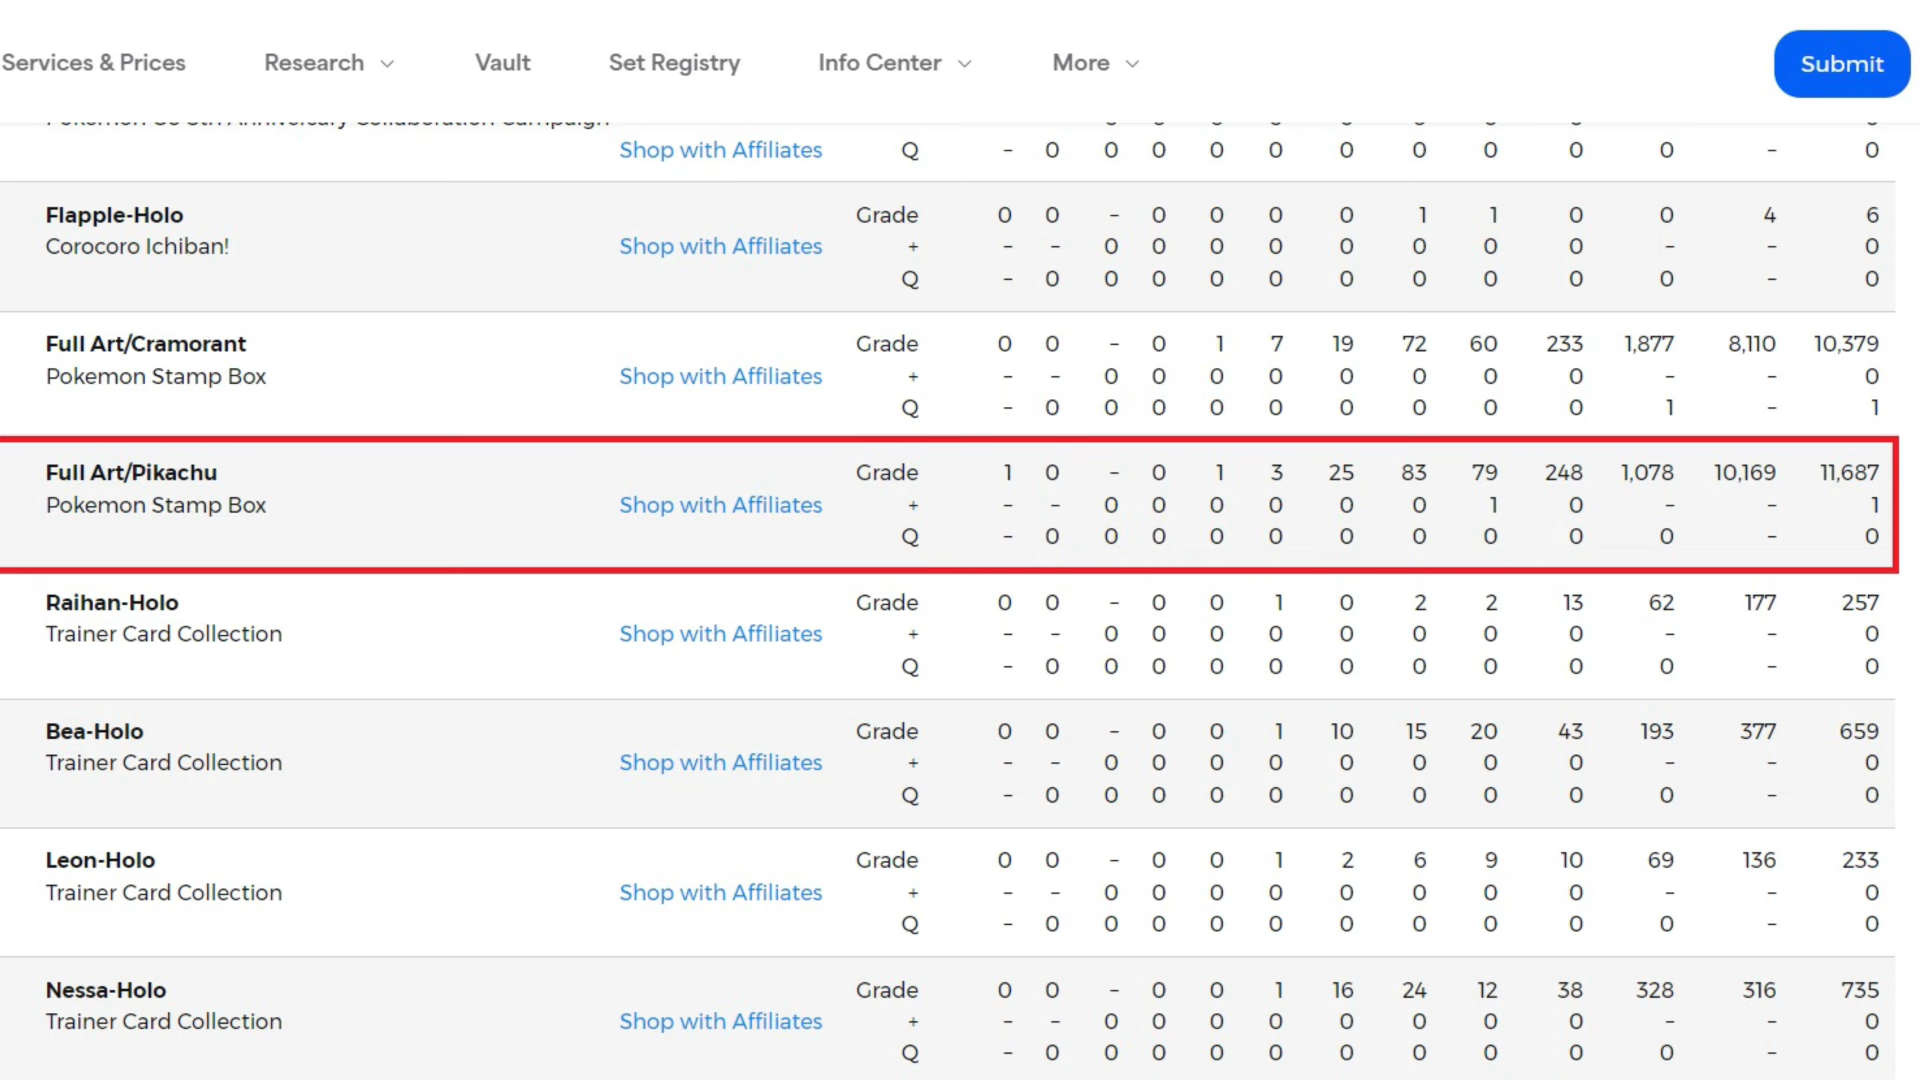 Services & Prices Research Vault Set Registry Info Center More Submit
Shop with Affiliates Q - 0 0 0 0 0 0 0 0 0 0 - 0
Flapple-Holo Grade 0 0 - 0 0 0 0 1 1 0 0 4 6
Corocoro Ichiban! Shop with Affiliates + - - 0 0 0 0 0 0 0 0 - - 0
Q - 0 0 0 0 0 0 0 0 0 0 - 0
Full Art/Cramorant Grade 0 0 - 0 1 7 19 72 60 233 1,877 8,110 10,379
Pokemon Stamp Box Shop with Affiliates + - - 0 0 0 0 0 0 0 0 - - 0
Q - 0 0 0 0 0 0 0 0 0 1 - 1
Full Art/Pikachu Grade 1 0 - 0 1 3 25 83 79 248 1,078 10,169 11,687
Pokemon Stamp Box Shop with Affiliates + - - 0 0 0 0 0 0 1 0 - - 1
Q - 0 0 0 0 0 0 0 0 0 0 - 0
Raihan-Holo Grade 0 0 - 0 0 1 0 2 2 13 62 177 257
Trainer Card Collection Shop with Affiliates + - - 0 0 0 0 0 0 0 0 - - 0
Q - 0 0 0 0 0 0 0 0 0 0 - 0
Bea-Holo Grade 0 0 - 0 0 1 10 15 20 43 193 377 659
Trainer Card Collection Shop with Affiliates + - - 0 0 0 0 0 0 0 0 - - 0
Q - 0 0 0 0 0 0 0 0 0 0 - 0
Leon-Holo Grade 0 0 - 0 0 1 2 6 9 10 69 136 233
Trainer Card Collection Shop with Affiliates + - - 0 0 0 0 0 0 0 0 - - 0
Q - 0 0 0 0 0 0 0 0 0 0 - 0
Nessa-Holo Grade 0 0 - 0 0 1 16 24 12 38 328 316 735
Trainer Card Collection Shop with Affiliates + - - 0 0 0 0 0 0 0 0 - - 0
Q - 0 0 0 0 0 0 0 0 0 0 - 0